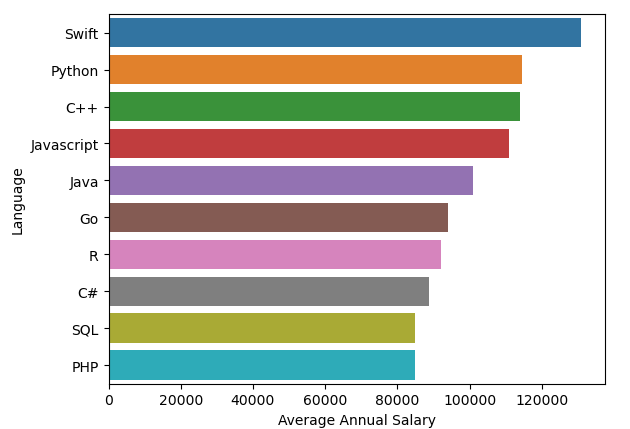 Swift
Python
C++
Javascript
Java
Go
R
C#
SQL
PHP
Language
0 20000 40000 60000 80000 100000 120000
Average Annual Salary